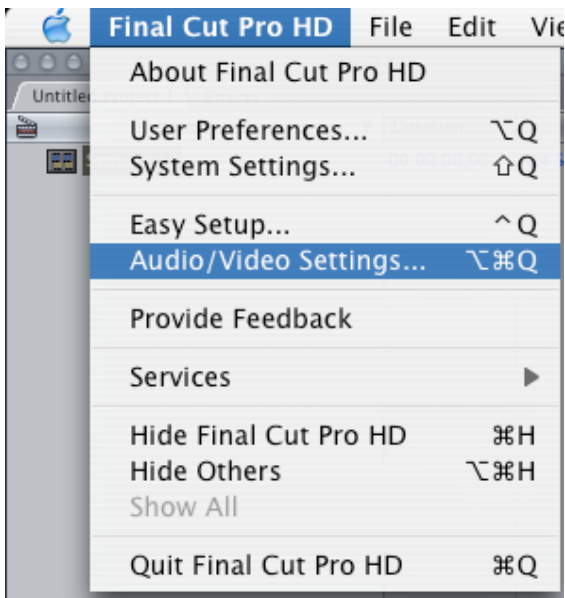 Final Cut Pro HD File Edit
Untitled
About Final Cut Pro HD
User Preferences... ⌥Q
System Settings... ⇧Q
Easy Setup... ^Q
Audio/Video Settings... ⌥⌘Q
Provide Feedback
Services
Hide Final Cut Pro HD ⌘H
Hide Others ⌥⌘H
Show All
Quit Final Cut Pro HD ⌘Q